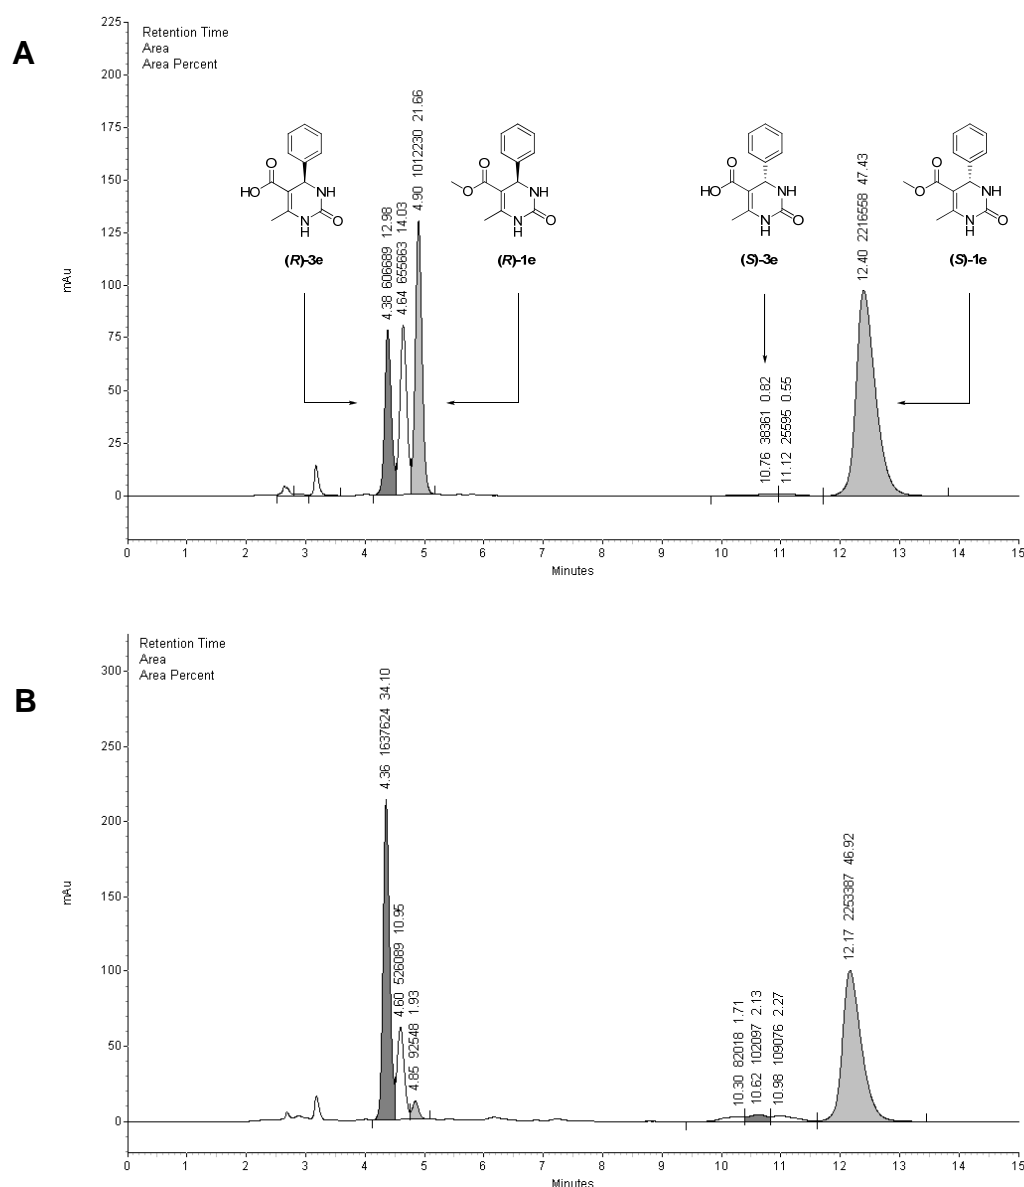 A
Retention Time
Area
Area Percent
225
200
175
150
125
100
75
50
25
0
mAu
4.38 606689 12.98
4.64 655663 14.03
4.90 1012230 21.66
10.76 38361 0.82
11.12 25595 0.55
12.40 2216558 47.43
O
HO
NH
N
H
O
(R)-3e
O
O
NH
N
H
O
(R)-1e
O
HO
NH
N
H
O
(S)-3e
O
O
NH
N
H
O
(S)-1e
0 1 2 3 4 5 6 7 8 9 10 11 12 13 14 15
Minutes
B
Retention Time
Area
Area Percent
300
250
200
150
100
50
0
mAu
4.36 1637624 34.10
4.60 526089 10.95
4.85 92548 1.93
10.30 82018 1.71
10.62 102097 2.13
10.98 109076 2.27
12.17 2253387 46.92
0 1 2 3 4 5 6 7 8 9 10 11 12 13 14 15
Minutes